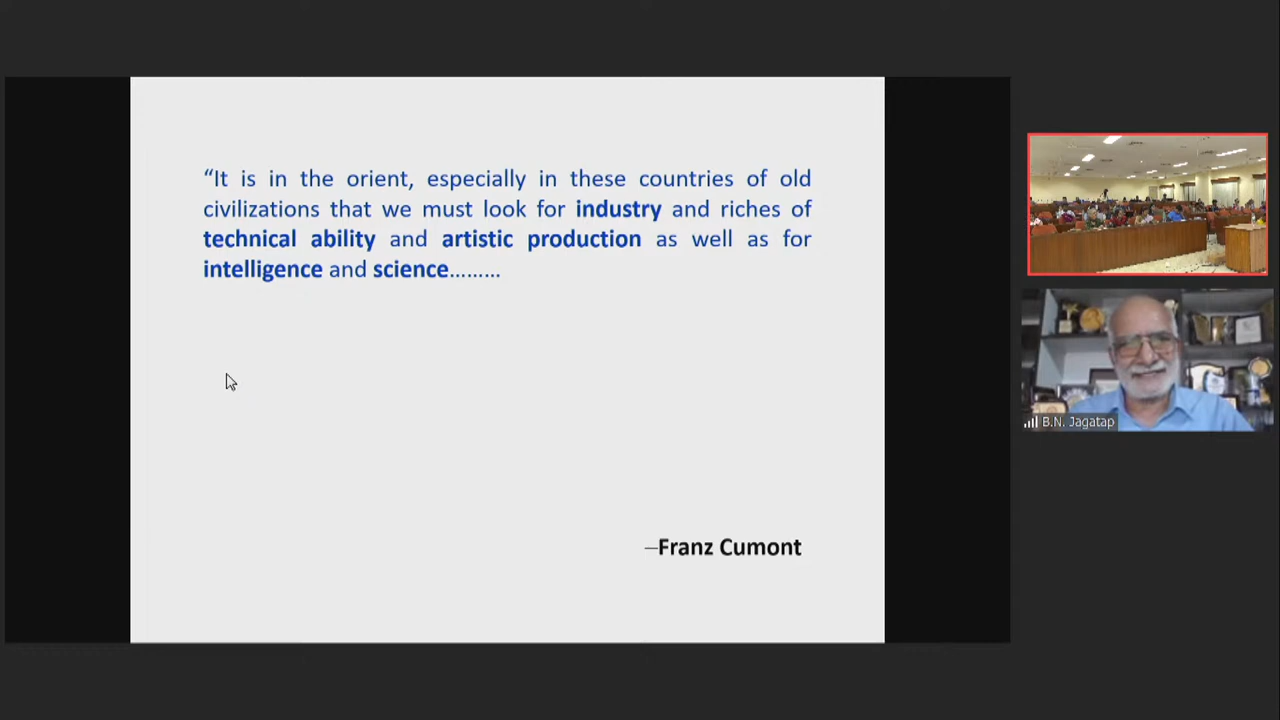 “It is in the orient, especially in these countries of old
civilizations that we must look for industry and riches of
technical ability and artistic production as well as for
intelligence and science………
–Franz Cumont
B.N. Jagatap